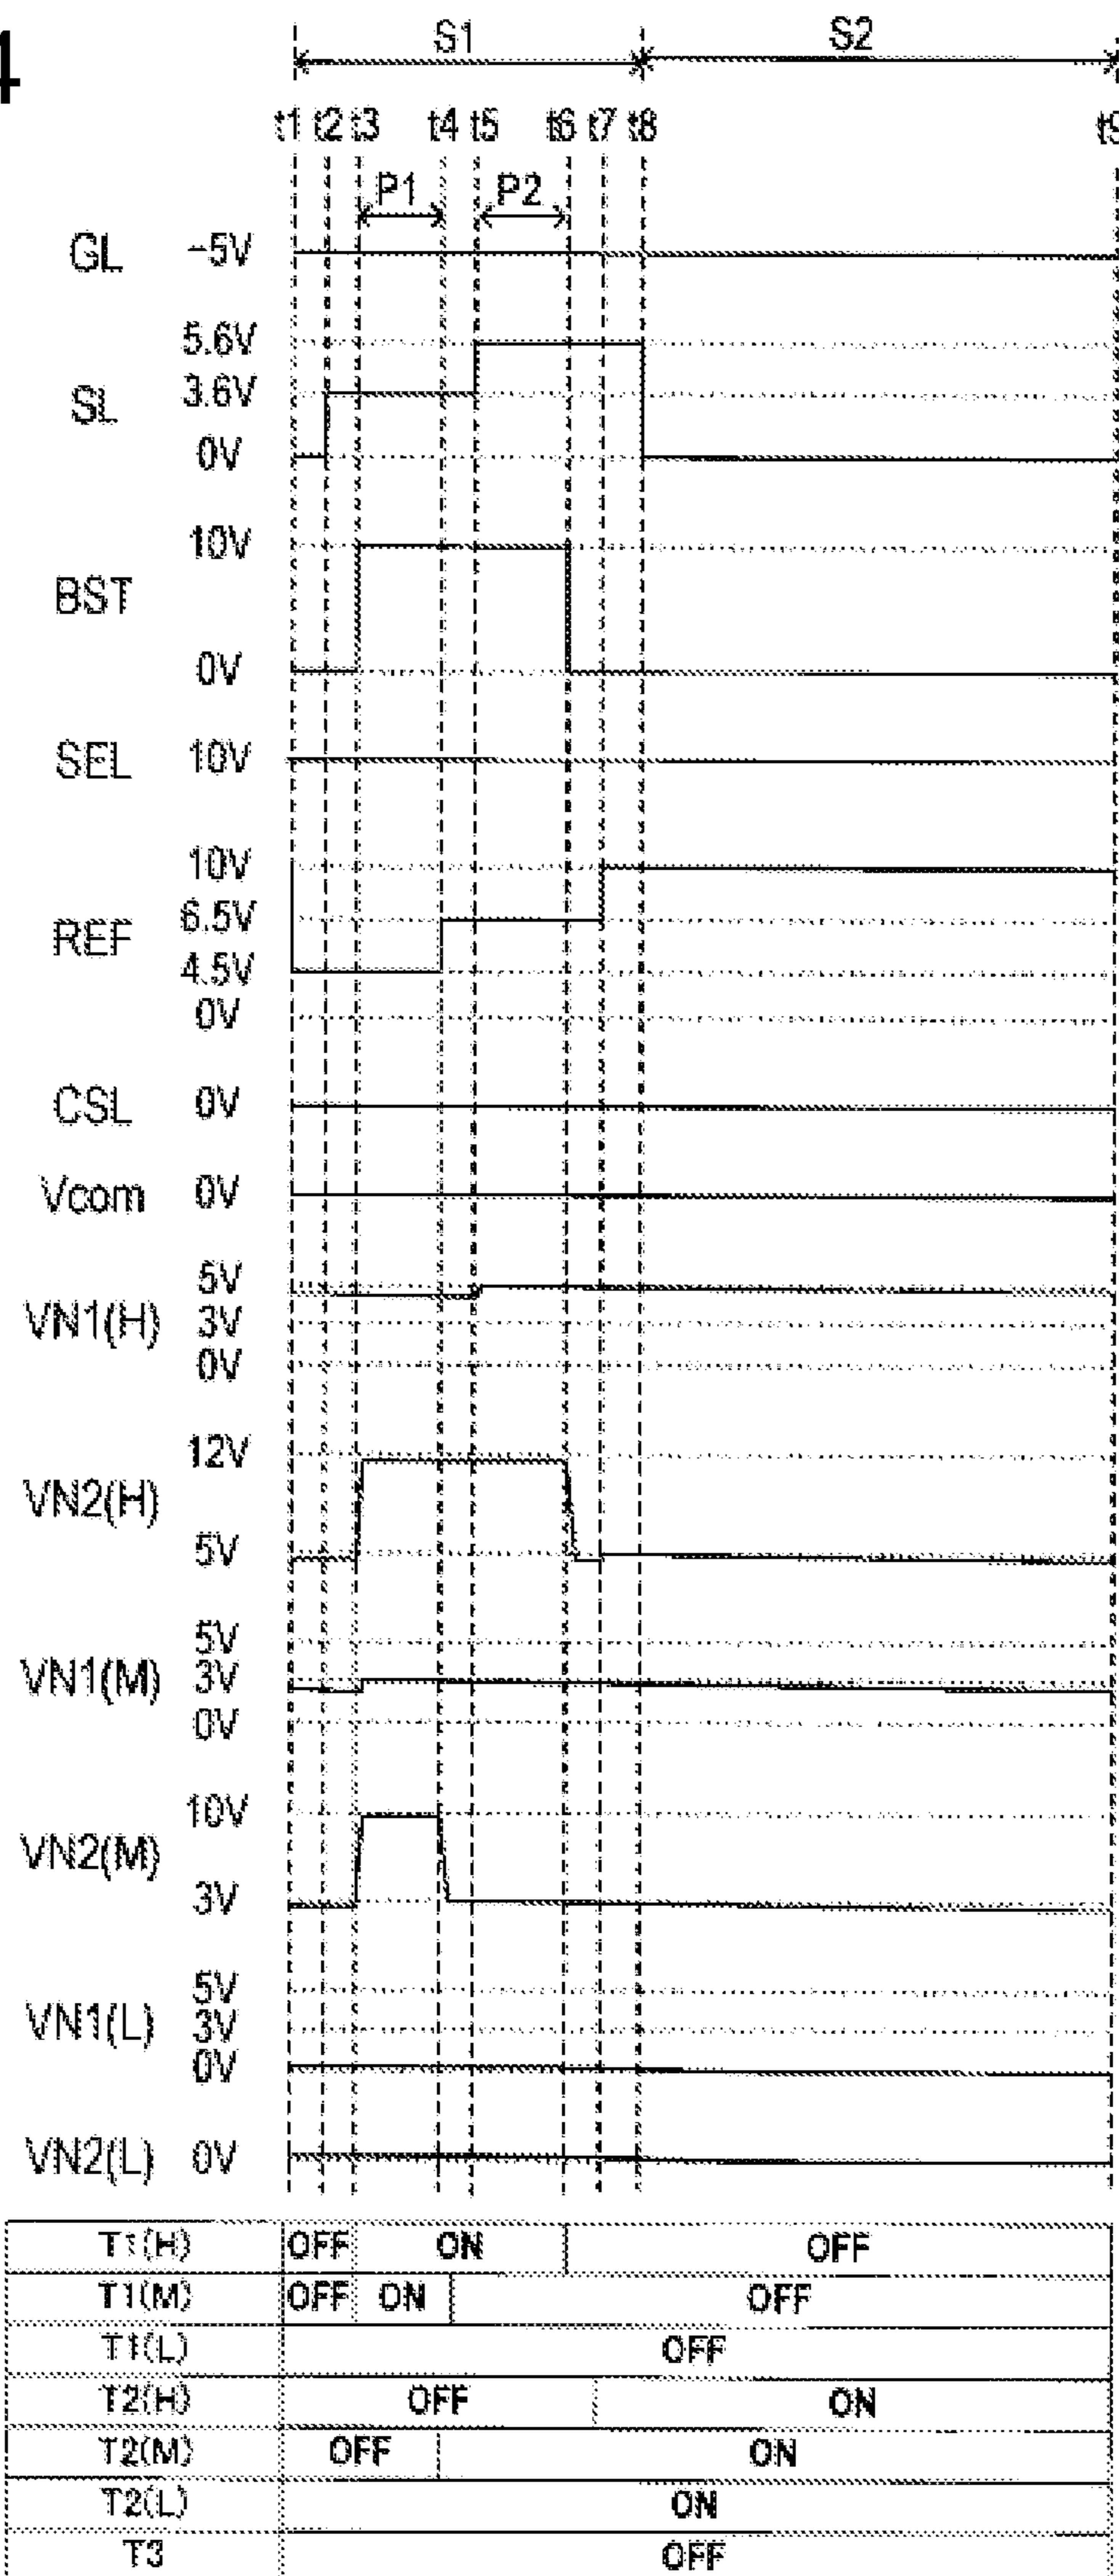 4
S1 S2
t1 t2 t3 t4 t5 t6 t7 t8 t9
P1 P2
GL -5V
5.6V
SL 3.6V
0V
10V
BST
0V
SEL 10V
10V
6.5V
REF
4.5V
0V
CSL 0V
Vcom 0V
5V
VN1(H) 3V
0V
12V
VN2(H)
5V
5V
VN1(M) 3V
0V
10V
VN2(M)
3V
5V
VN1(L) 3V
0V
VN2(L) 0V
T1(H) OFF ON OFF
T1(M) OFF ON OFF
T1(L) OFF
T2(H) OFF ON
T2(M) OFF ON
T2(L) ON
T3 OFF